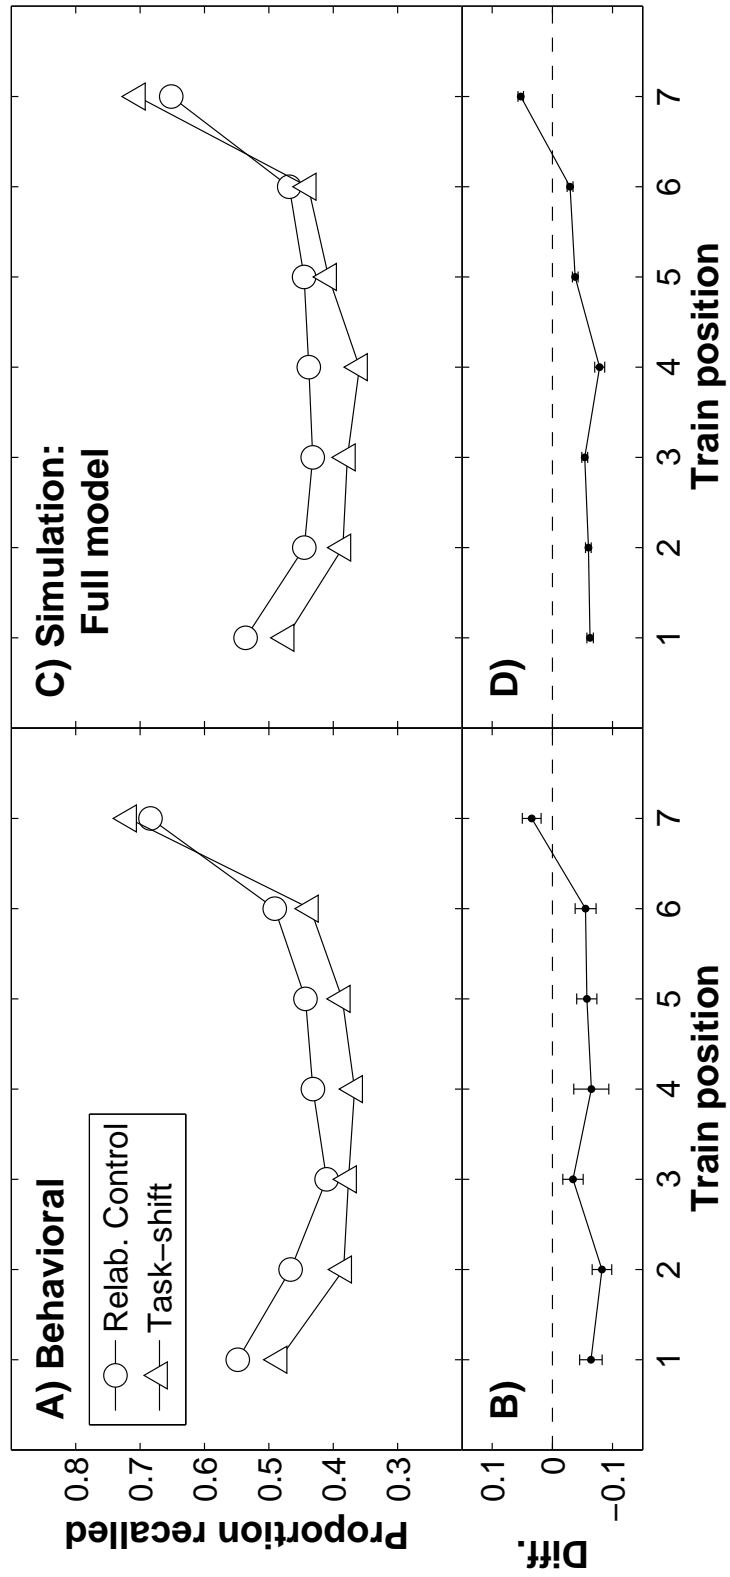 A) Behavioral
Relab. Control
Task−shift
0.8
0.7
0.6
0.5
0.4
0.3
Proportion recalled
C) Simulation:
Full model
B)
0.1
0
−0.1
Diff.
1 2 3 4 5 6 7
Train position
D)
1 2 3 4 5 6 7
Train position